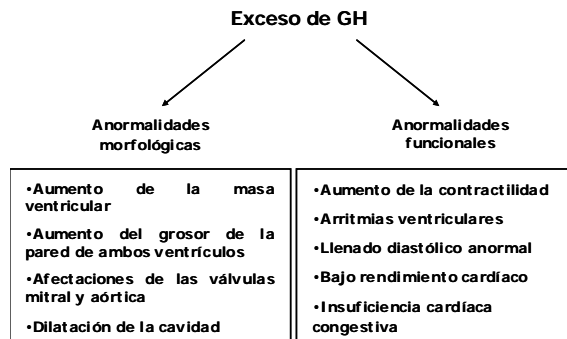 Exceso de GH
Anormalidades
morfológicas
•Aumento de la masa
ventricular
•Aumento del grosor de la
pared de ambos ventrículos
•Afectaciones de las válvulas
mitral y aórtica
•Dilatación de la cavidad
Anormalidades
funcionales
•Aumento de la contractilidad
•Arritmias ventriculares
•Llenado diastólico anormal
•Bajo rendimiento cardíaco
•Insuficiencia cardíaca
congestiva